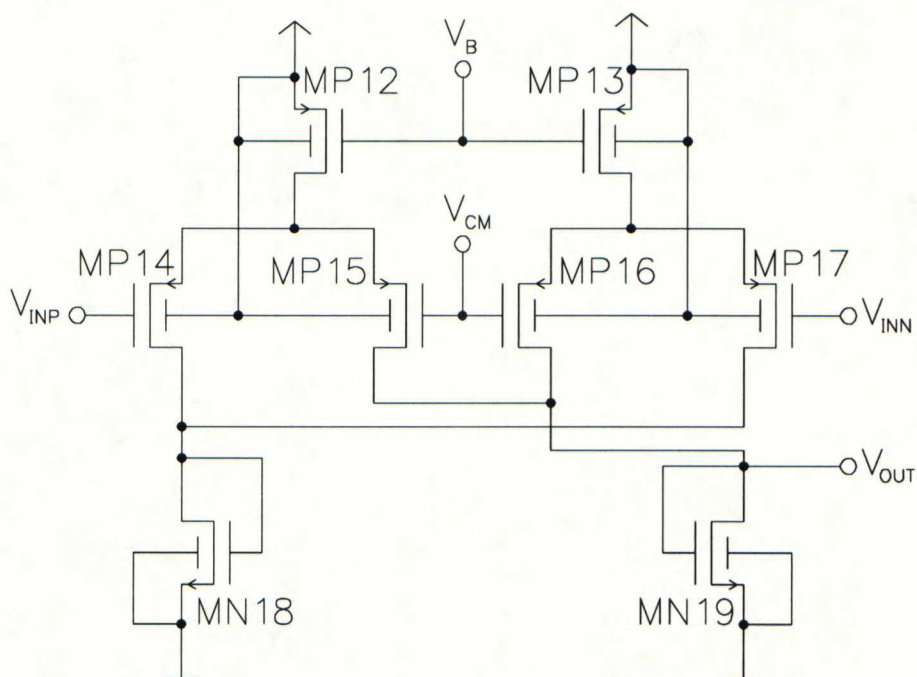 V_B
MP12
MP13
V_CM
MP14
MP15
MP16
MP17
V_INP
V_INN
V_OUT
MN18
MN19